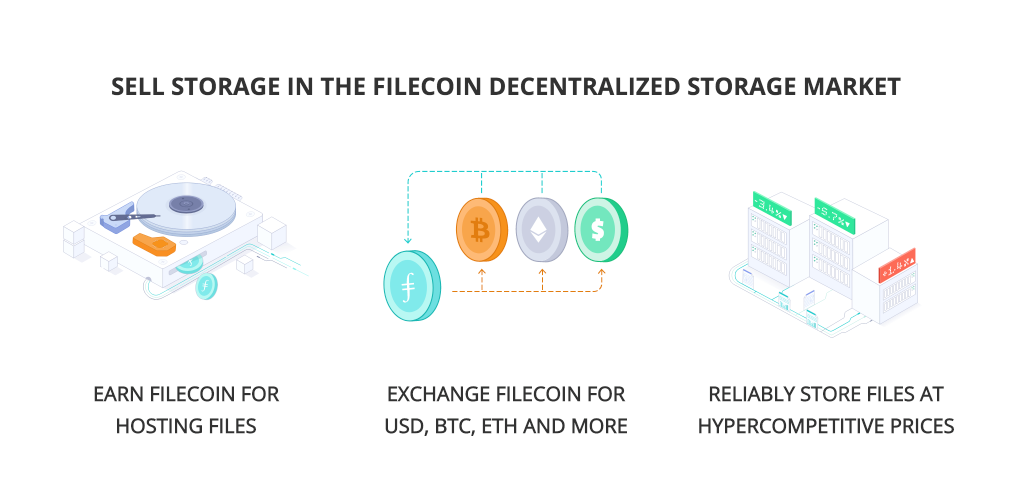 SELL STORAGE IN THE FILECOIN DECENTRALIZED STORAGE MARKET
-3.4%▼
-5.7%▼
+1.4%▲
EARN FILECOIN FOR
HOSTING FILES
EXCHANGE FILECOIN FOR
USD, BTC, ETH AND MORE
RELIABLY STORE FILES AT
HYPERCOMPETITIVE PRICES